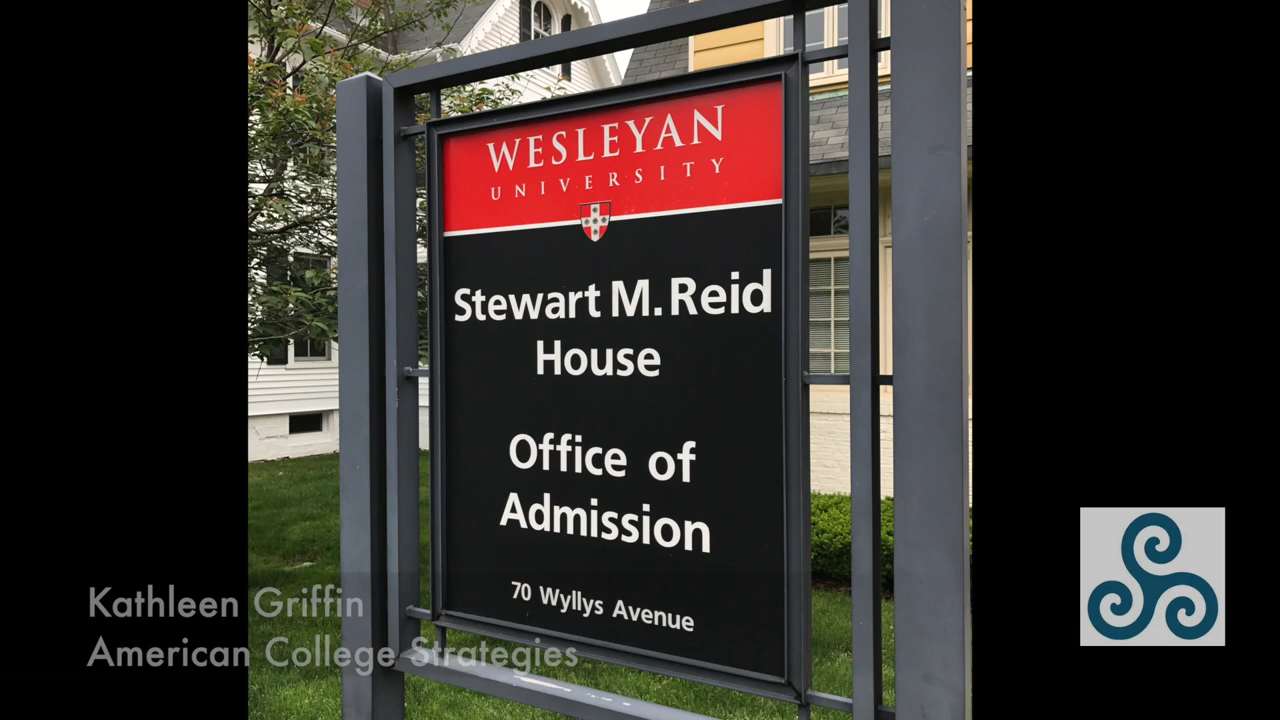 WESLEYAN
UNIVERSITY
Stewart M. Reid
House
Office of
Admission
70 Wyllys Avenue
Kathleen Griffin
American College Strategies